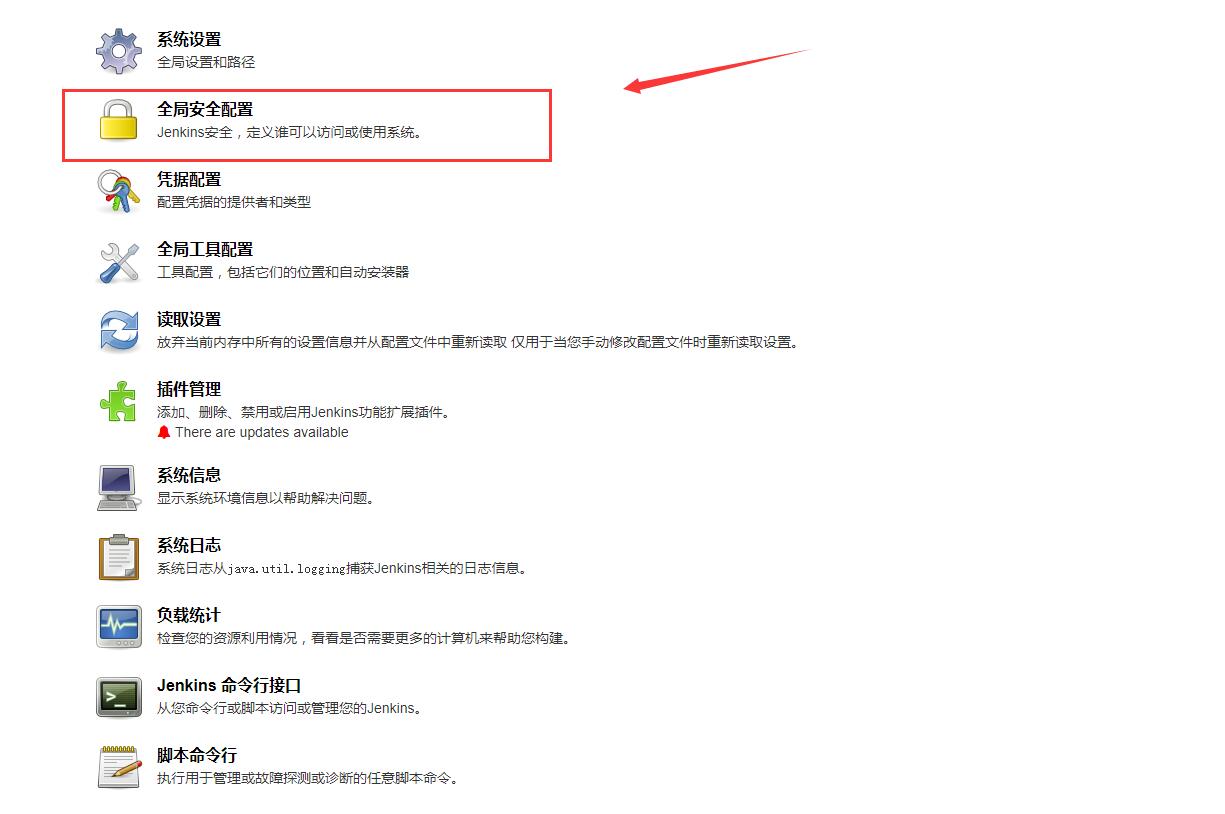 系统设置
全局设置和路径
全局安全配置
Jenkins安全，定义谁可以访问或使用系统。
凭据配置
配置凭据的提供者和类型
全局工具配置
工具配置，包括它们的位置和自动安装器
读取设置
放弃当前内存中所有的设置信息并从配置文件中重新读取 仅用于当您手动修改配置文件时重新读取设置。
插件管理
添加、删除、禁用或启用Jenkins功能扩展插件。
There are updates available
系统信息
显示系统环境信息以帮助解决问题。
系统日志
系统日志从java.util.logging捕获Jenkins相关的日志信息。
负载统计
检查您的资源利用情况，看看是否需要更多的计算机来帮助您构建。
Jenkins 命令行接口
从您命令行或脚本访问或管理您的Jenkins。
脚本命令行
执行用于管理或故障探测或诊断的任意脚本命令。